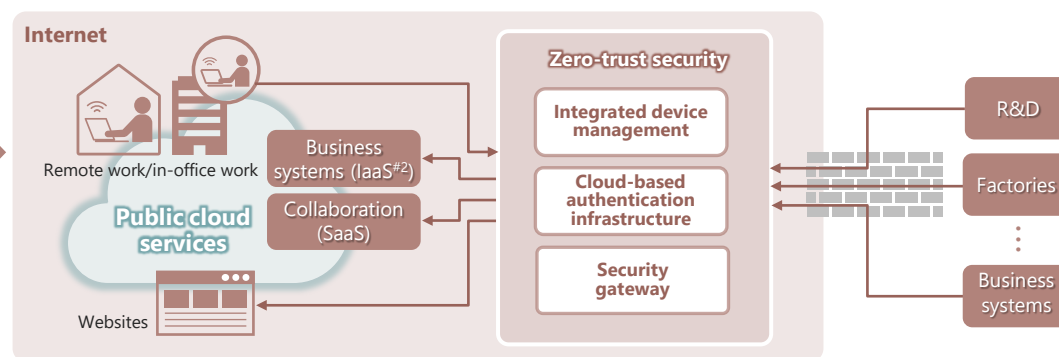 Internet
Remote work/in-office work
Public cloud
services
Business
systems (IaaS#2)
Collaboration
(SaaS)
Websites
Zero-trust security
Integrated device
management
Cloud-based
authentication
infrastructure
Security
gateway
R&D
Factories
Business
systems